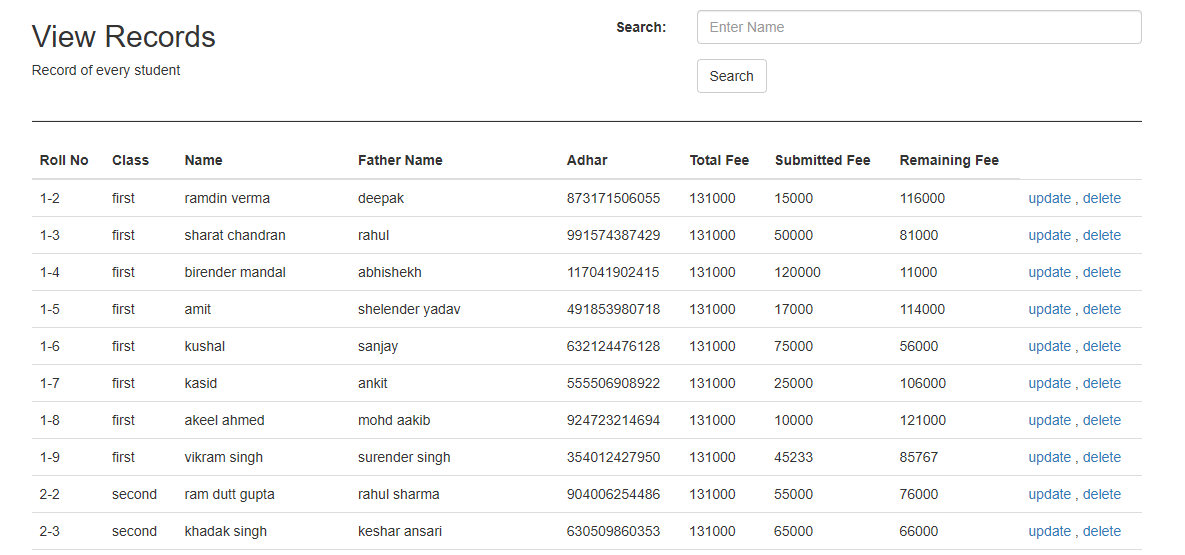 View Records
Search:
Enter Name
Record of every student
Search
Roll No Class Name Father Name Adhar Total Fee Submitted Fee Remaining Fee
1-2 first ramdin verma deepak 873171506055 131000 15000 116000 update , delete
1-3 first sharat chandran rahul 991574387429 131000 50000 81000 update , delete
1-4 first birender mandal abhishekh 117041902415 131000 120000 11000 update , delete
1-5 first amit shelender yadav 491853980718 131000 17000 114000 update , delete
1-6 first kushal sanjay 632124476128 131000 75000 56000 update , delete
1-7 first kasid ankit 555506908922 131000 25000 106000 update , delete
1-8 first akeel ahmed mohd aakib 924723214694 131000 10000 121000 update , delete
1-9 first vikram singh surender singh 354012427950 131000 45233 85767 update , delete
2-2 second ram dutt gupta rahul sharma 904006254486 131000 55000 76000 update , delete
2-3 second khadak singh keshar ansari 630509860353 131000 65000 66000 update , delete